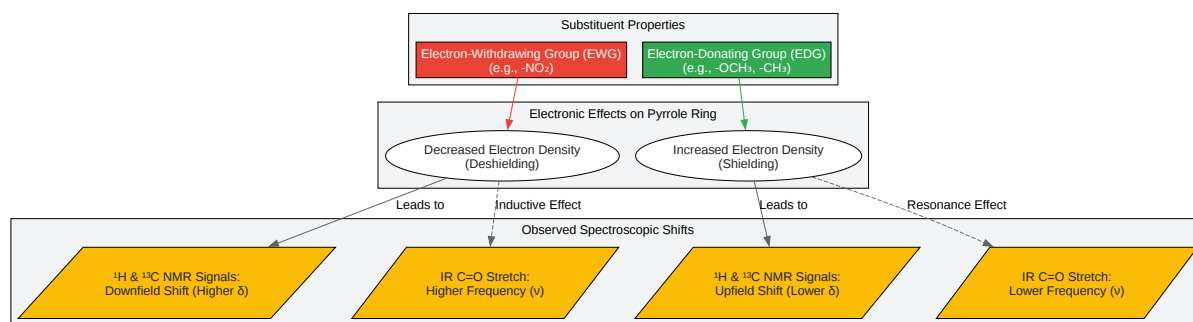 Substituent Properties
Electron-Withdrawing Group (EWG)
(e.g., -NO₂)
Electron-Donating Group (EDG)
(e.g., -OCH₃, -CH₃)
Electronic Effects on Pyrrole Ring
Decreased Electron Density
(Deshielding)
Increased Electron Density
(Shielding)
Leads to
Inductive Effect
Leads to
Resonance Effect
Observed Spectroscopic Shifts
¹H & ¹³C NMR Signals:
Downfield Shift (Higher δ)
IR C=O Stretch:
Higher Frequency (ν)
¹H & ¹³C NMR Signals:
Upfield Shift (Lower δ)
IR C=O Stretch:
Lower Frequency (ν)